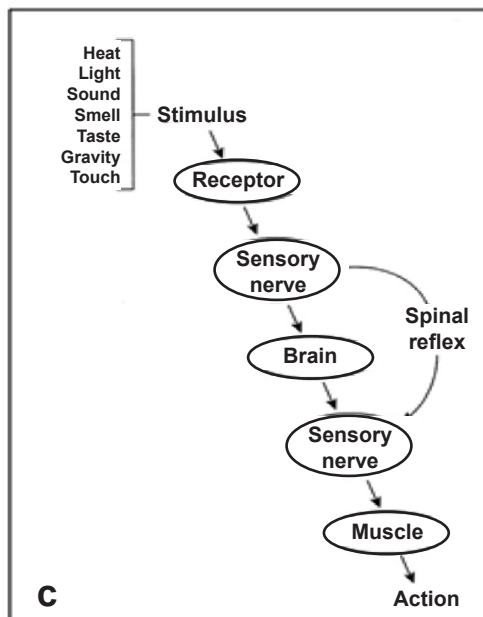 Heat
Light
Sound
Smell
Taste
Gravity
Touch
Stimulus
Receptor
Sensory
nerve
Spinal
reflex
Brain
Sensory
nerve
Muscle
Action
C